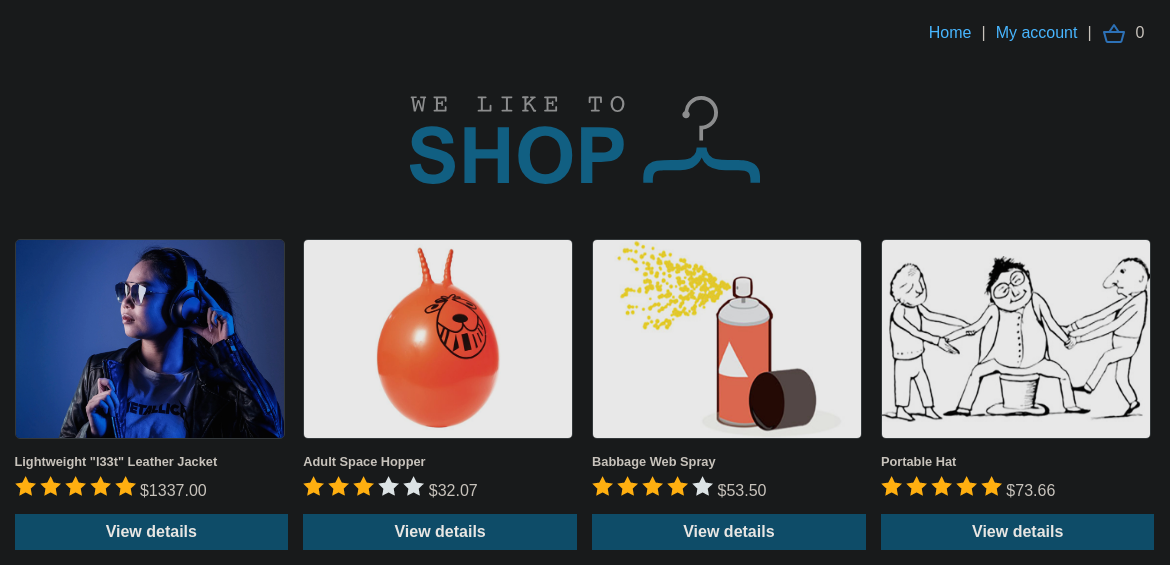 Home | My account | 0
WE LIKE TO
SHOP
METALLICA
Lightweight "l33t" Leather Jacket
Adult Space Hopper
Babbage Web Spray
Portable Hat
$1337.00
$32.07
$53.50
$73.66
View details
View details
View details
View details